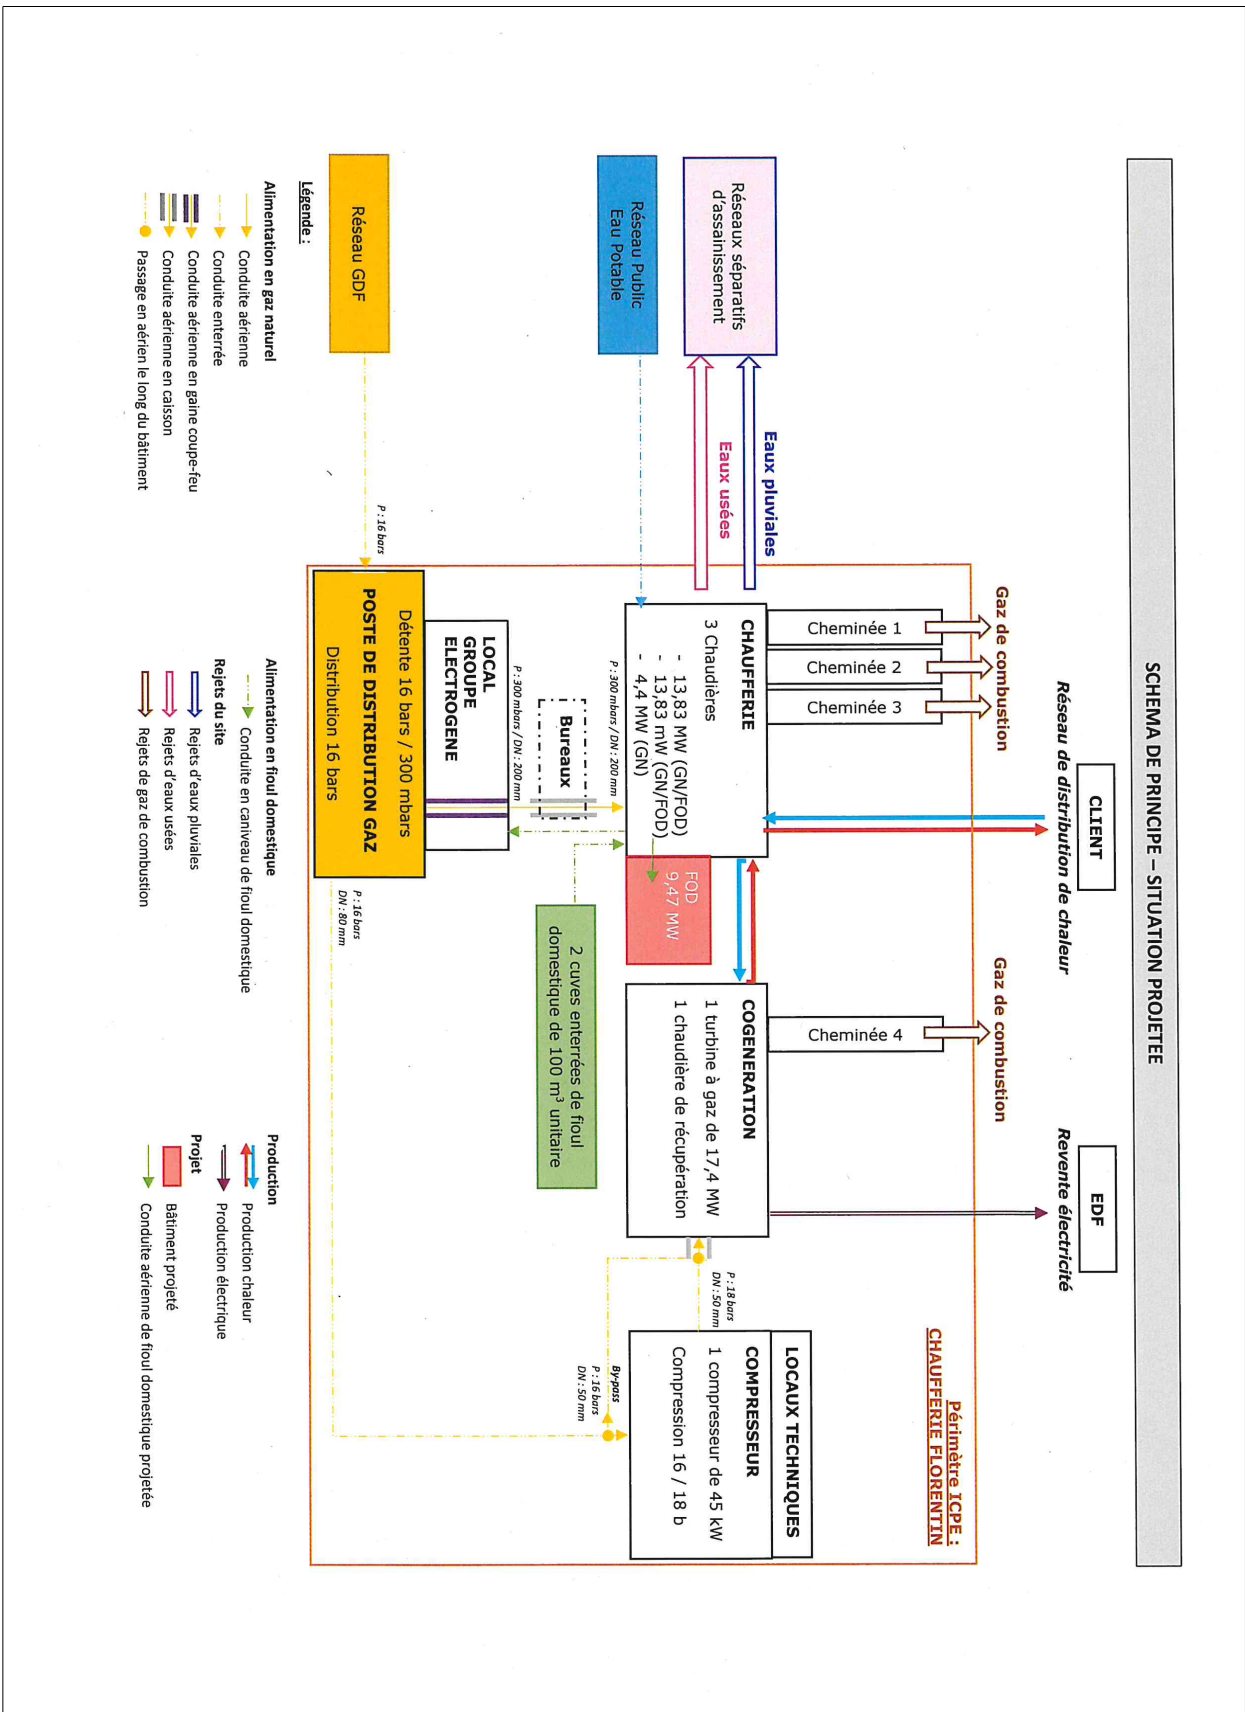 SCHEMA DE PRINCIPE – SITUATION PROJETEE
CLIENT
Réseau de distribution de chaleur
EDF
Revente électricité
Gaz de combustion
Gaz de combustion
Périmètre ICPE :
CHAUFFERIE FLORENTIN
Cheminée 1
Cheminée 2
Cheminée 3
Cheminée 4
Réseaux séparatifs
d'assainissement
Eaux pluviales
Eaux usées
Réseau Public
Eau Potable
CHAUFFERIE
3 Chaudières
- 13,83 MW (GN/FOD)
- 13,83 mW (GN/FOD)
- 4,4 MW (GN)
FOD
9,47 MW
COGENERATION
1 turbine à gaz de 17,4 MW
1 chaudière de récupération
LOCAUX TECHNIQUES
COMPRESSEUR
1 compresseur de 45 kW
Compression 16 / 18 b
P : 18 bars
DN : 50 mm
By-pass
P : 16 bars
DN : 50 mm
P : 300 mbars / DN : 200 mm
Bureaux
2 cuves enterrées de fioul
domestique de 100 m³ unitaire
P : 300 mbars / DN : 200 mm
LOCAL
GROUPE
ELECTROGENE
Réseau GDF
P : 16 bars
Détente 16 bars / 300 mbars
POSTE DE DISTRIBUTION GAZ
Distribution 16 bars
P : 16 bars
DN : 80 mm
Légende :
Alimentation en gaz naturel
Conduite aérienne
Conduite enterrée
Conduite aérienne en gaine coupe-feu
Conduite aérienne en caisson
Passage en aérien le long du bâtiment
Alimentation en fioul domestique
Conduite en caniveau de fioul domestique
Rejets du site
Rejets d'eaux pluviales
Rejets d'eaux usées
Rejets de gaz de combustion
Production
Production chaleur
Production électrique
Projet
Bâtiment projeté
Conduite aérienne de fioul domestique projetée